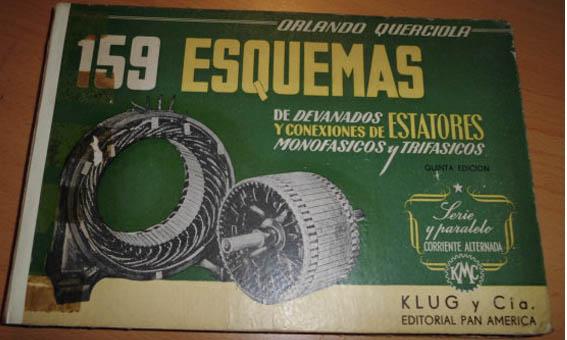 ORLANDO QUERCIOLA
159 ESQUEMAS
DE DEVANADOS
Y CONEXIONES DE ESTATORES
MONOFASICOS y TRIFASICOS
QUINTA EDICION
Serie
y paralelo
CORRIENTE ALTERNADA
KMC
KLUG y Cia.
EDITORIAL PAN AMERICA